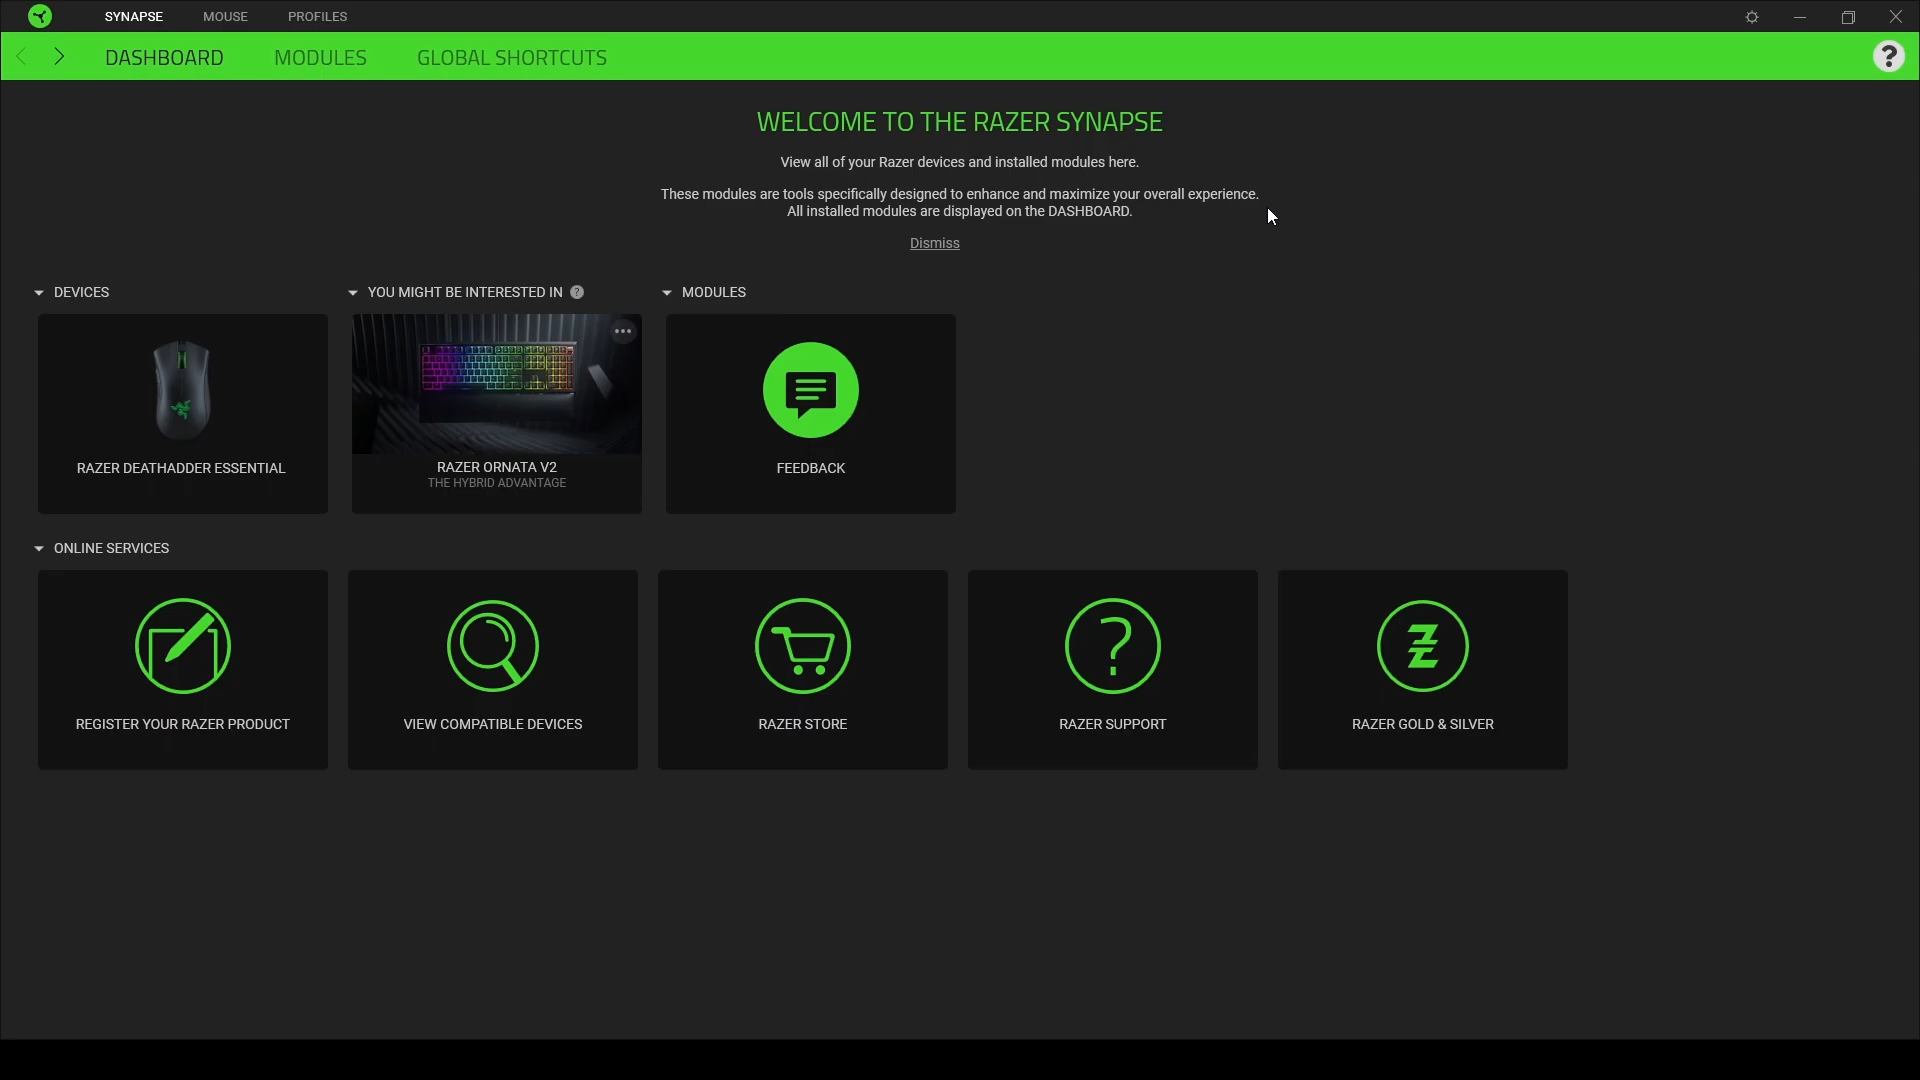 SYNAPSE MOUSE PROFILES
DASHBOARD MODULES GLOBAL SHORTCUTS ?
WELCOME TO THE RAZER SYNAPSE
View all of your Razer devices and installed modules here.
These modules are tools specifically designed to enhance and maximize your overall experience.
All installed modules are displayed on the DASHBOARD.
Dismiss
DEVICES YOU MIGHT BE INTERESTED IN ? MODULES
RAZER DEATHADDER ESSENTIAL RAZER ORNATA V2 FEEDBACK
THE HYBRID ADVANTAGE
ONLINE SERVICES
REGISTER YOUR RAZER PRODUCT VIEW COMPATIBLE DEVICES RAZER STORE RAZER SUPPORT RAZER GOLD & SILVER